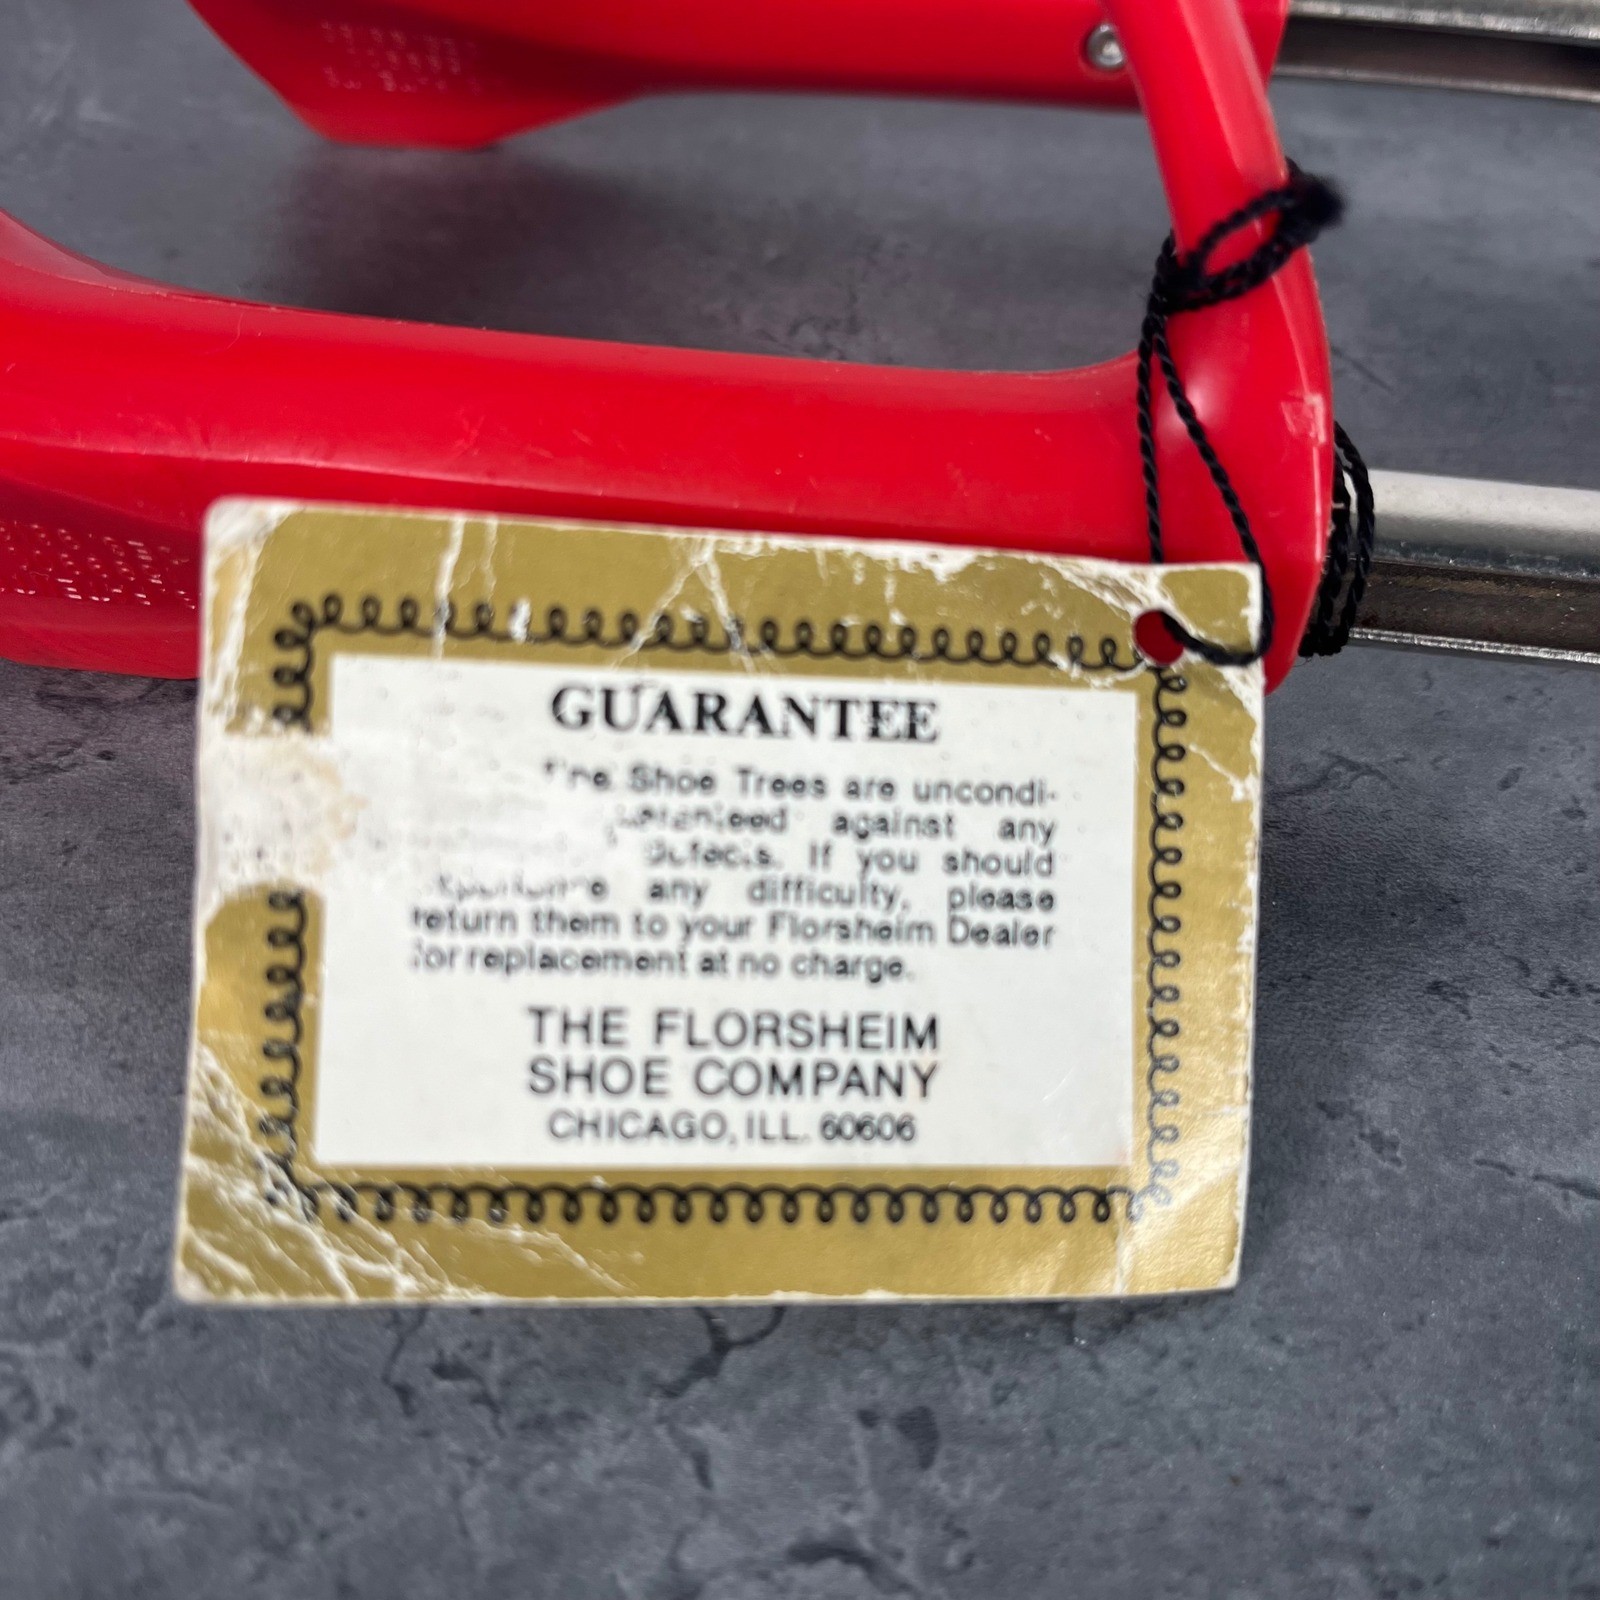 GUARANTEE
Shoe Trees are uncondi-
against any
If you should
any difficulty, please
return them to your Florsheim Dealer
for replacement at no charge.
THE FLORSHEIM
SHOE COMPANY
CHICAGO, ILL. 60606